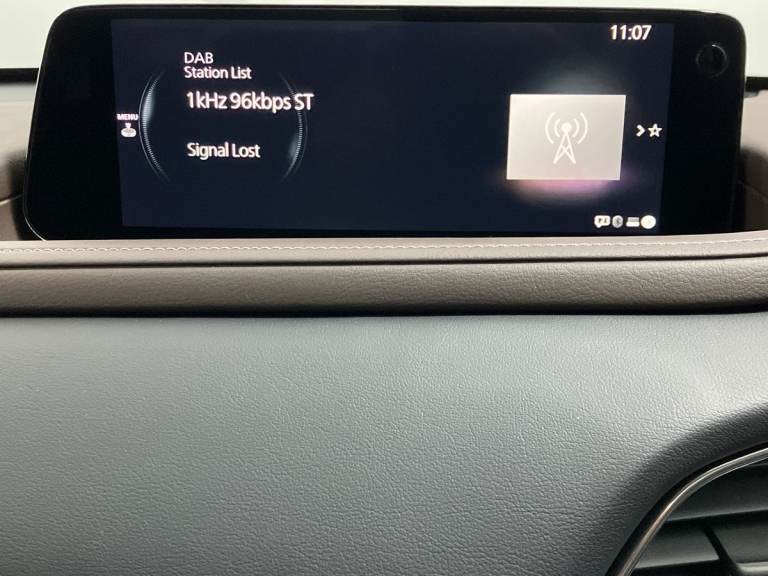 11:07
DAB
Station List
1kHz 96kbps ST
MENU
Signal Lost